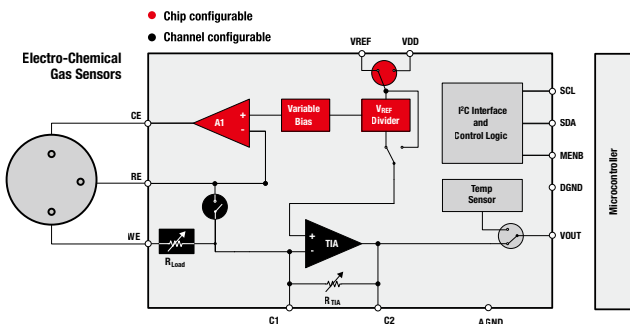 Chip configurable
Channel configurable
Electro-Chemical
Gas Sensors
VREF
VDD
CE
A1
+
-
Variable
Bias
VREF
Divider
I²C Interface
and
Control Logic
SCL
SDA
MENB
RE
DGND
Temp
Sensor
WE
RLoad
+
-
TIA
VOUT
RTIA
C1
C2
AGND
Microcontroller